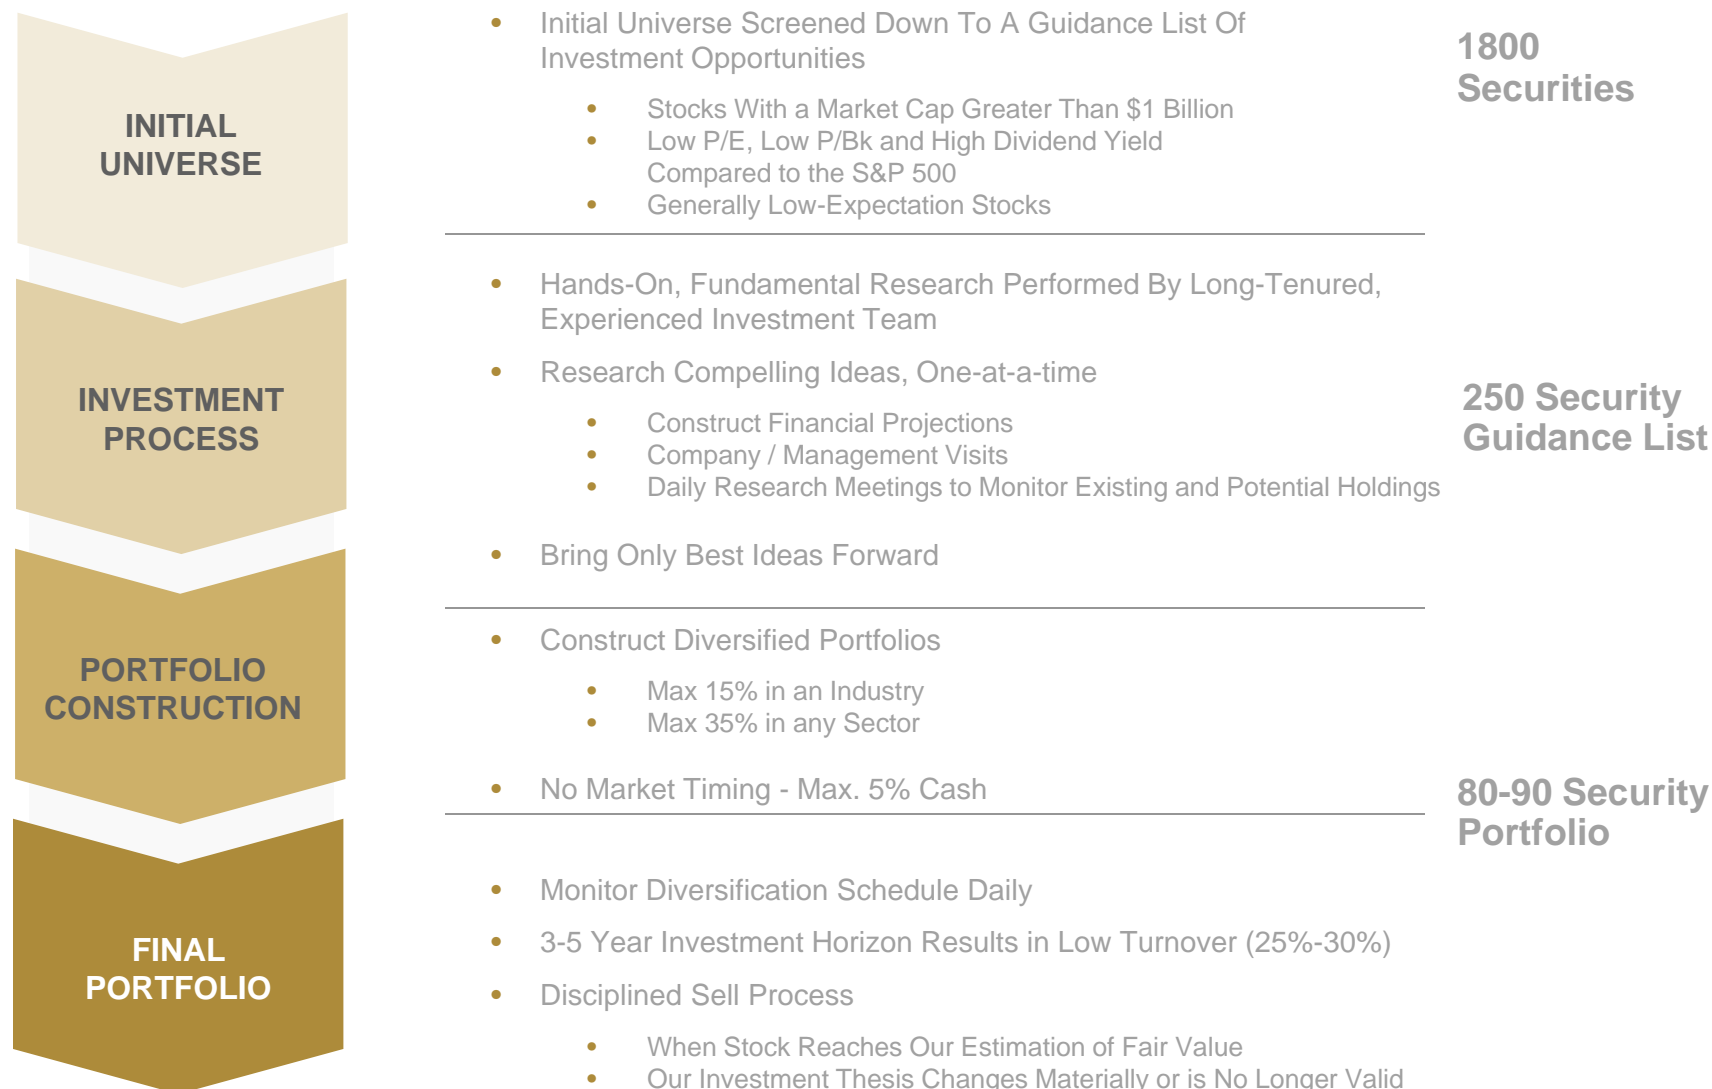 INITIAL
UNIVERSE
• Initial Universe Screened Down To A Guidance List Of
Investment Opportunities
• Stocks With a Market Cap Greater Than $1 Billion
• Low P/E, Low P/Bk and High Dividend Yield
Compared to the S&P 500
• Generally Low-Expectation Stocks
1800
Securities
INVESTMENT
PROCESS
• Hands-On, Fundamental Research Performed By Long-Tenured,
Experienced Investment Team
• Research Compelling Ideas, One-at-a-time
• Construct Financial Projections
• Company / Management Visits
• Daily Research Meetings to Monitor Existing and Potential Holdings
• Bring Only Best Ideas Forward
250 Security
Guidance List
PORTFOLIO
CONSTRUCTION
• Construct Diversified Portfolios
• Max 15% in an Industry
• Max 35% in any Sector
• No Market Timing - Max. 5% Cash
80-90 Security
Portfolio
FINAL
PORTFOLIO
• Monitor Diversification Schedule Daily
• 3-5 Year Investment Horizon Results in Low Turnover (25%-30%)
• Disciplined Sell Process
• When Stock Reaches Our Estimation of Fair Value
• Our Investment Thesis Changes Materially or is No Longer Valid